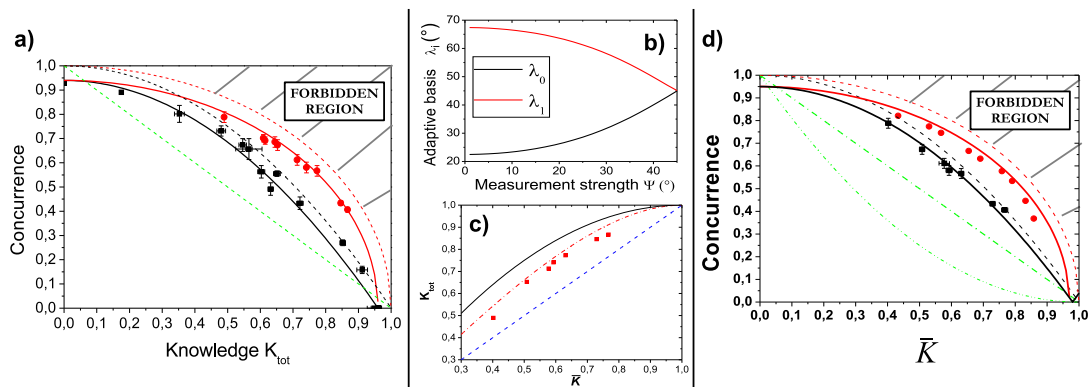 a)
1,0
0,9
0,8
0,7
0,6
0,5
0,4
0,3
0,2
0,1
0,0
Concurrence
FORBIDDEN
REGION
0,0 0,1 0,2 0,3 0,4 0,5 0,6 0,7 0,8 0,9 1,0
Knowledge K_tot
b)
70
60
50
40
30
20
Adaptive basis λ_i (°)
λ_0
λ_1
0 10 20 30 40
Measurement strength Ψ (°)
c)
1,0
0,9
0,8
0,7
0,6
0,5
0,4
0,3
K_tot
0,3 0,4 0,5 0,6 0,7 0,8 0,9 1,0
K̄
d)
1,0
0,9
0,8
0,7
0,6
0,5
0,4
0,3
0,2
0,1
0,0
Concurrence
FORBIDDEN
REGION
0,0 0,1 0,2 0,3 0,4 0,5 0,6 0,7 0,8 0,9 1,0
K̄